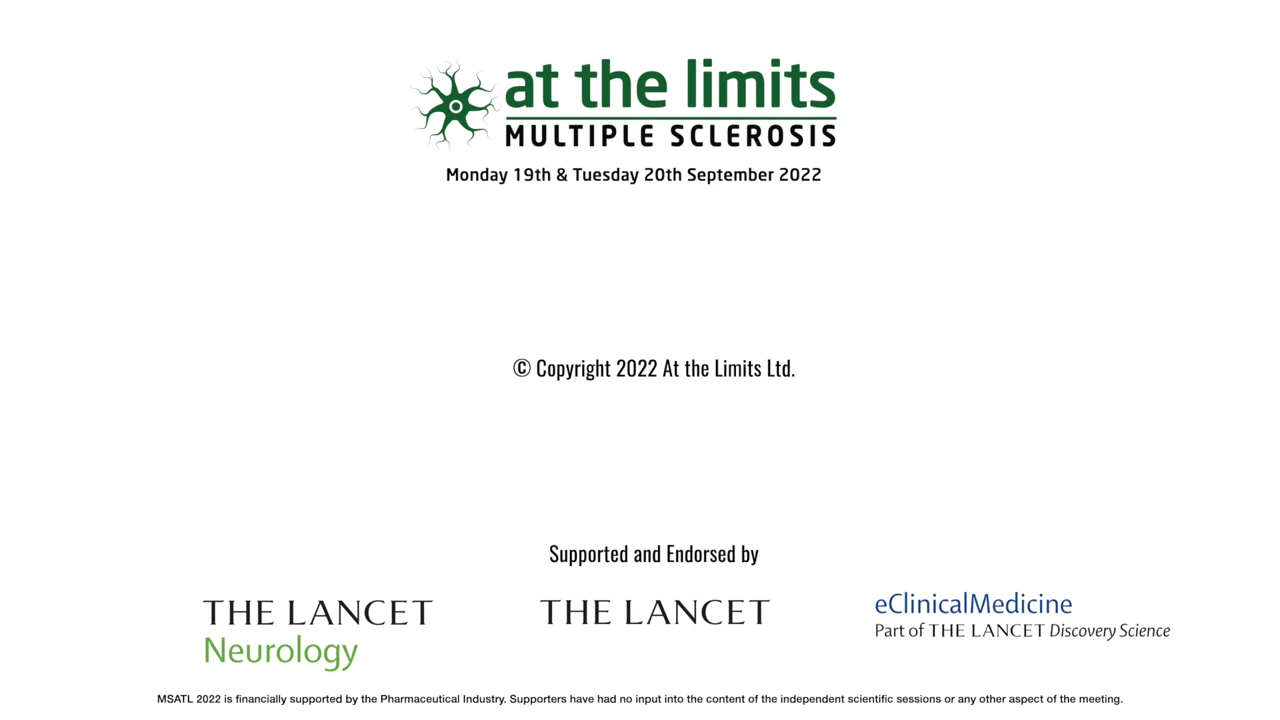 at the limits
MULTIPLE SCLEROSIS
Monday 19th & Tuesday 20th September 2022
© Copyright 2022 At the Limits Ltd.
Supported and Endorsed by
THE LANCET
Neurology
THE LANCET
eClinicalMedicine
Part of THE LANCET Discovery Science
MSATL 2022 is financially supported by the Pharmaceutical Industry. Supporters have had no input into the content of the independent scientific sessions or any other aspect of the meeting.